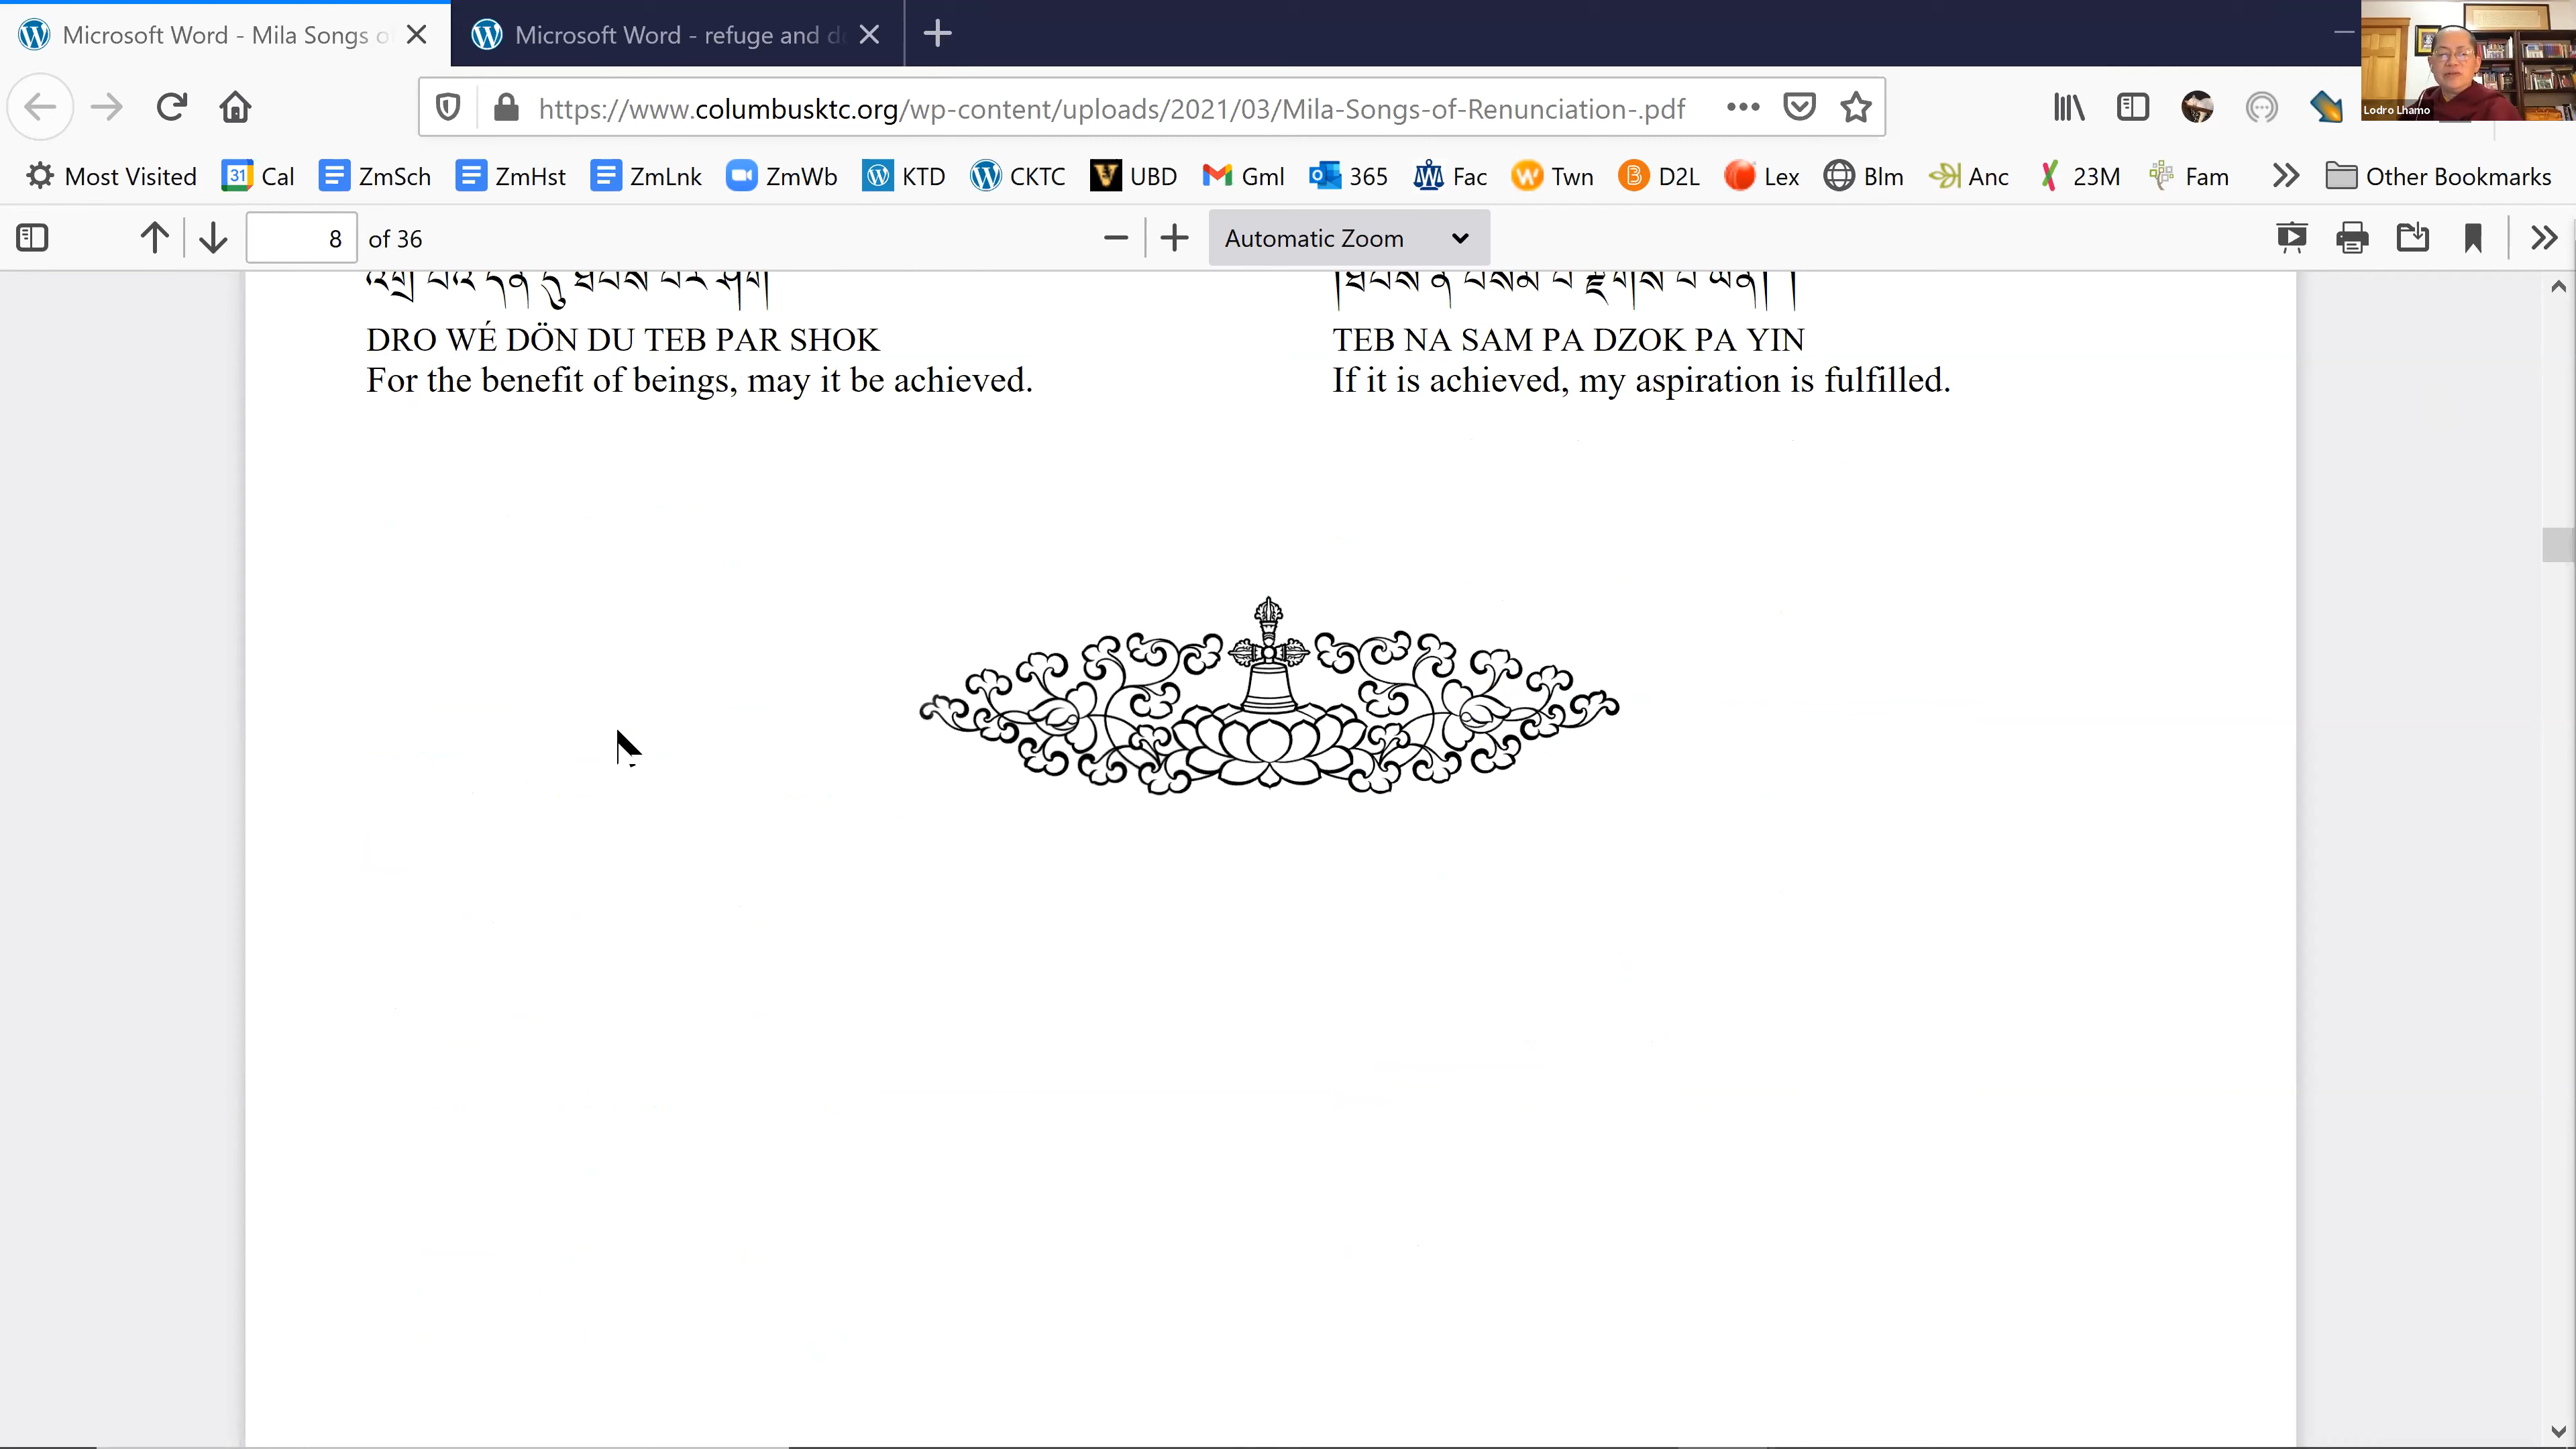 Microsoft Word - Mila Songs o
Microsoft Word - refuge and d
Lodro Lhamo
https://www.columbusktc.org/wp-content/uploads/2021/03/Mila-Songs-of-Renunciation-.pdf
Most Visited
31 Cal
ZmSch
ZmHst
ZmLnk
ZmWb
KTD
CKTC
UBD
Gml
365
Fac
Twn
D2L
Lex
Blm
Anc
23M
Fam
Other Bookmarks
8 of 36
Automatic Zoom
DRO WÉ DÖN DU TEB PAR SHOK
For the benefit of beings, may it be achieved.
TEB NA SAM PA DZOK PA YIN
If it is achieved, my aspiration is fulfilled.